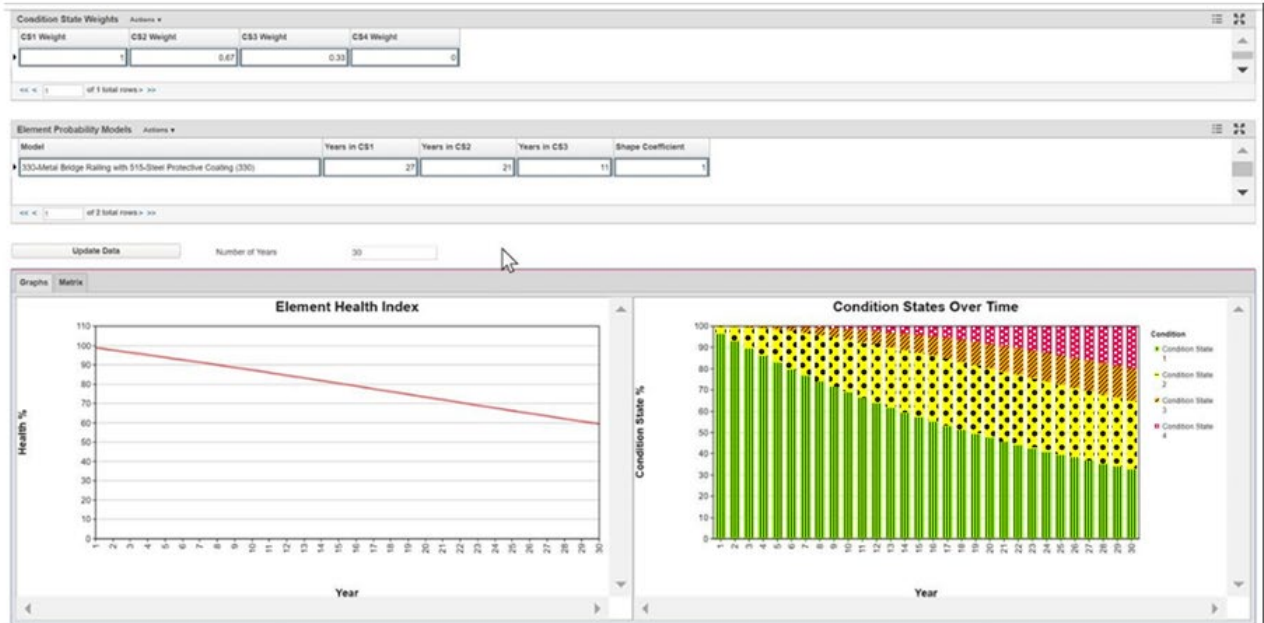 Condition State Weights Actions ▾
CS1 Weight CS2 Weight CS3 Weight CS4 Weight
1 0.67 0.33 0
<< < 1 of 1 total rows > >>
Element Probability Models Actions ▾
Model Years in CS1 Years in CS2 Years in CS3 Shape Coefficient
330-Metal Bridge Railing with 515-Steel Protective Coating (330) 27 21 11 1
<< < 1 of 2 total rows > >>
Update Data Number of Years 30
Graphs Matrix
Element Health Index
110
100
90
80
70
60
50
40
30
20
10
0
Health %
1 2 3 4 5 6 7 8 9 10 11 12 13 14 15 16 17 18 19 20 21 22 23 24 25 26 27 28 29 30
Year
Condition States Over Time
100
90
80
70
60
50
40
30
20
10
0
Condition State %
1 2 3 4 5 6 7 8 9 10 11 12 13 14 15 16 17 18 19 20 21 22 23 24 25 26 27 28 29 30
Year
Condition
Condition State
1
Condition State
2
Condition State
3
Condition State
4